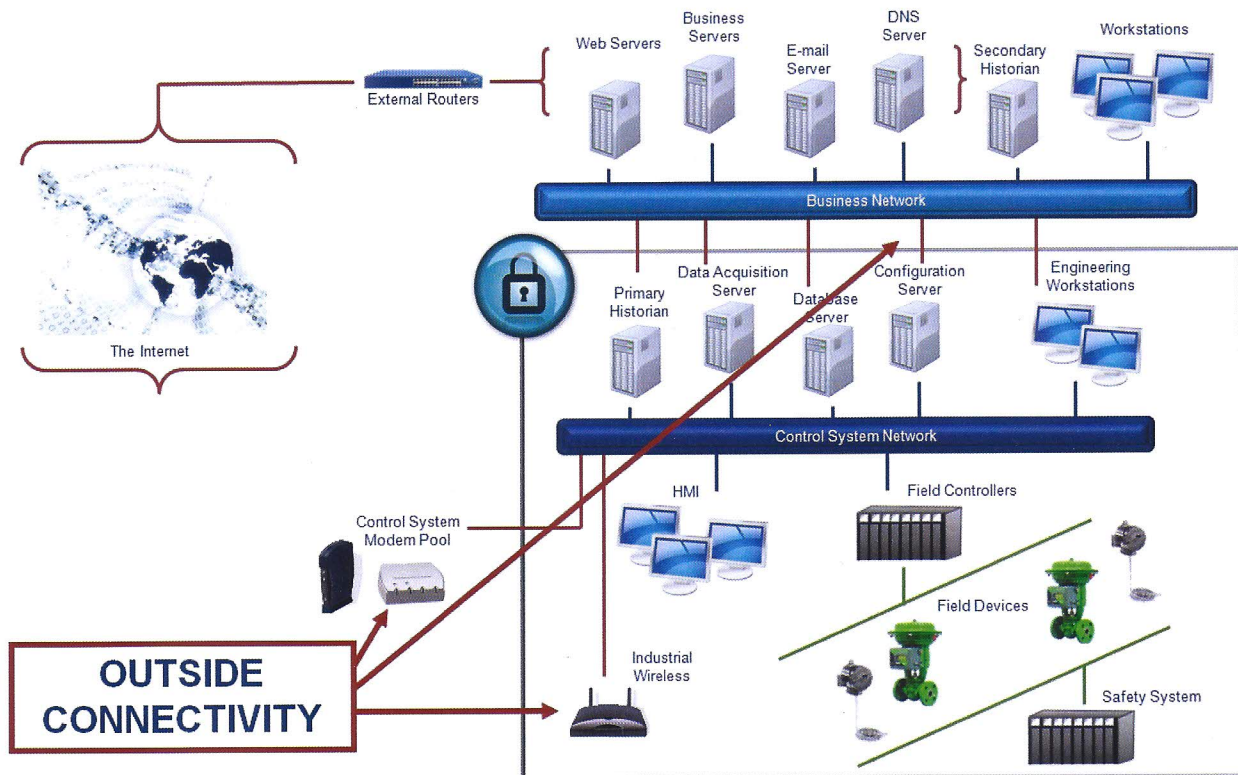 Web Servers
Business
Servers
E-mail
Server
DNS
Server
Secondary
Historian
Workstations
External Routers
Business Network
The Internet
Primary
Historian
Data Acquisition
Server
Database
Server
Configuration
Server
Engineering
Workstations
Control System Network
HMI
Field Controllers
Control System
Modem Pool
Field Devices
OUTSIDE
CONNECTIVITY
Industrial
Wireless
Safety System